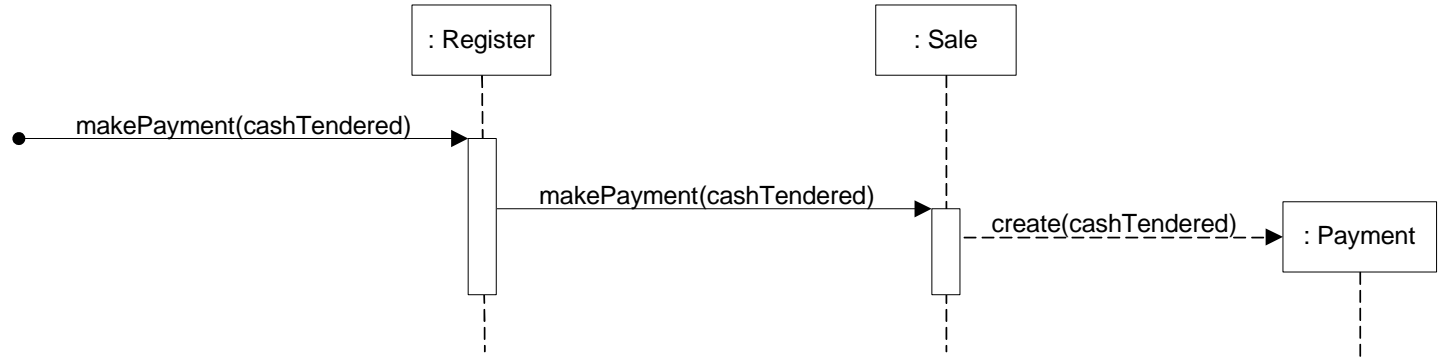 : Register
: Sale
makePayment(cashTendered)
makePayment(cashTendered)
create(cashTendered)
: Payment